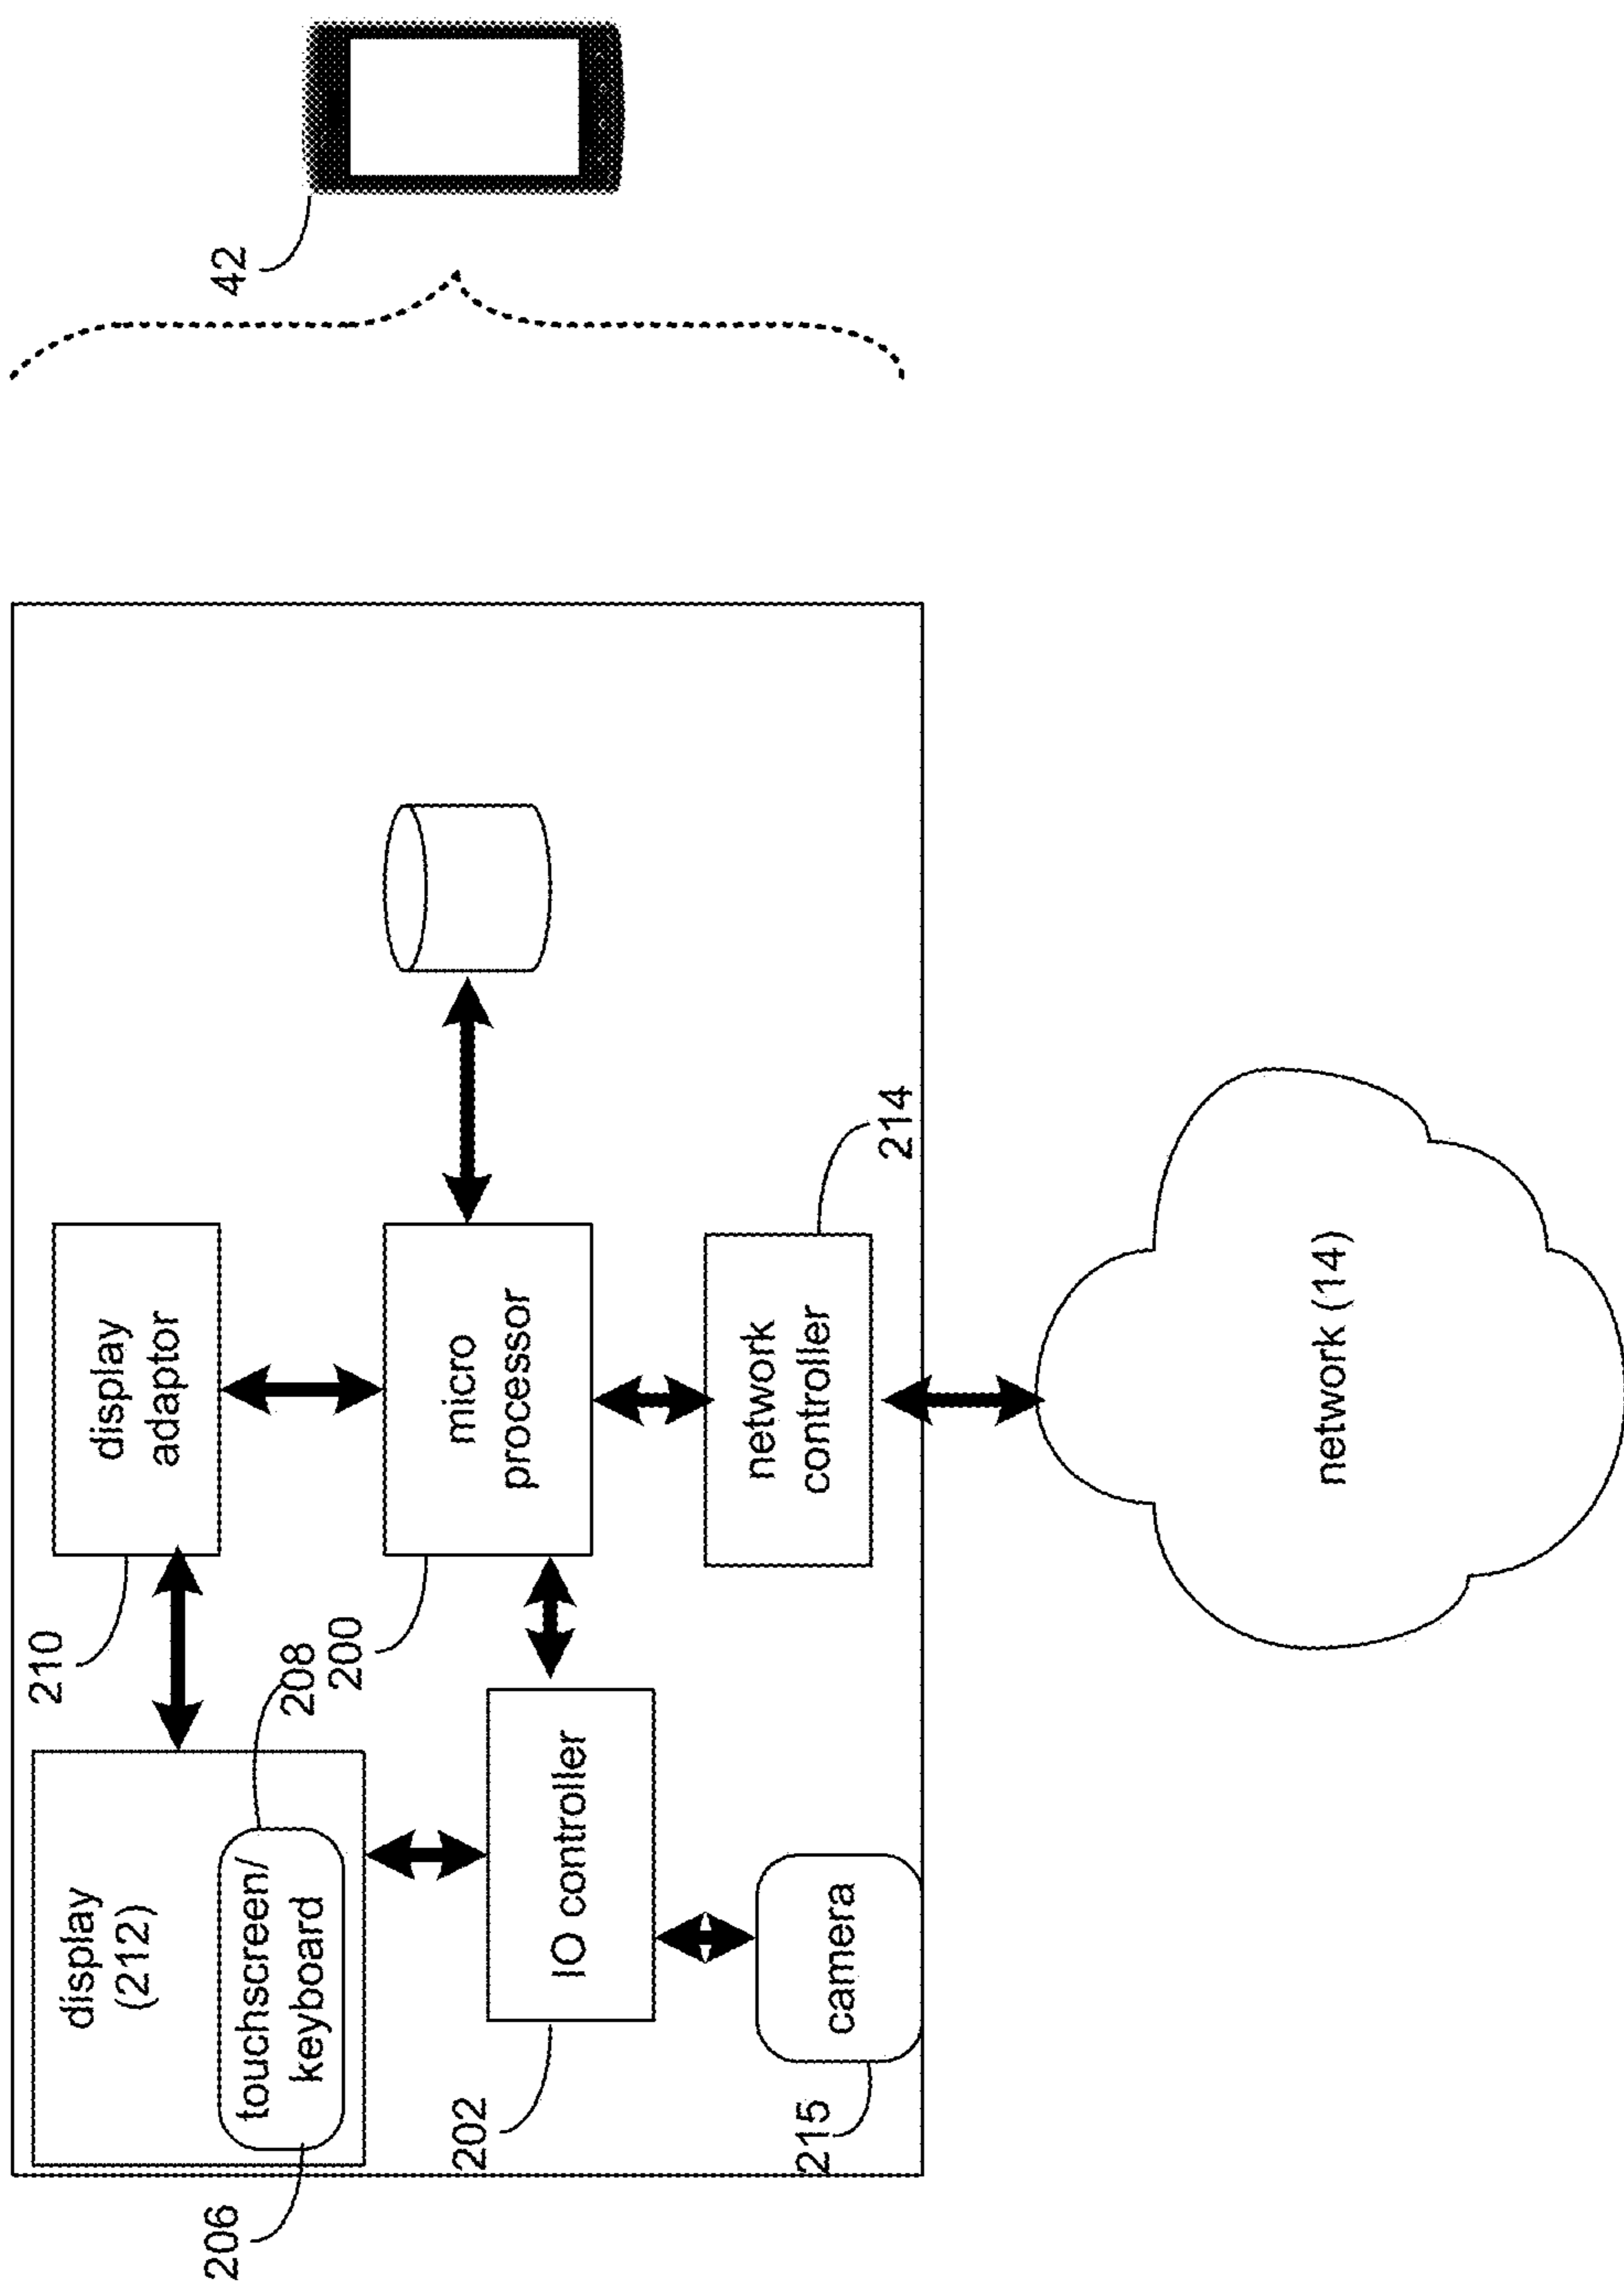 42
display
(212)
touchscreen/
keyboard
206
208
210
display
adaptor
200
micro
processor
202
IO controller
215
camera
214
network
controller
network (14)